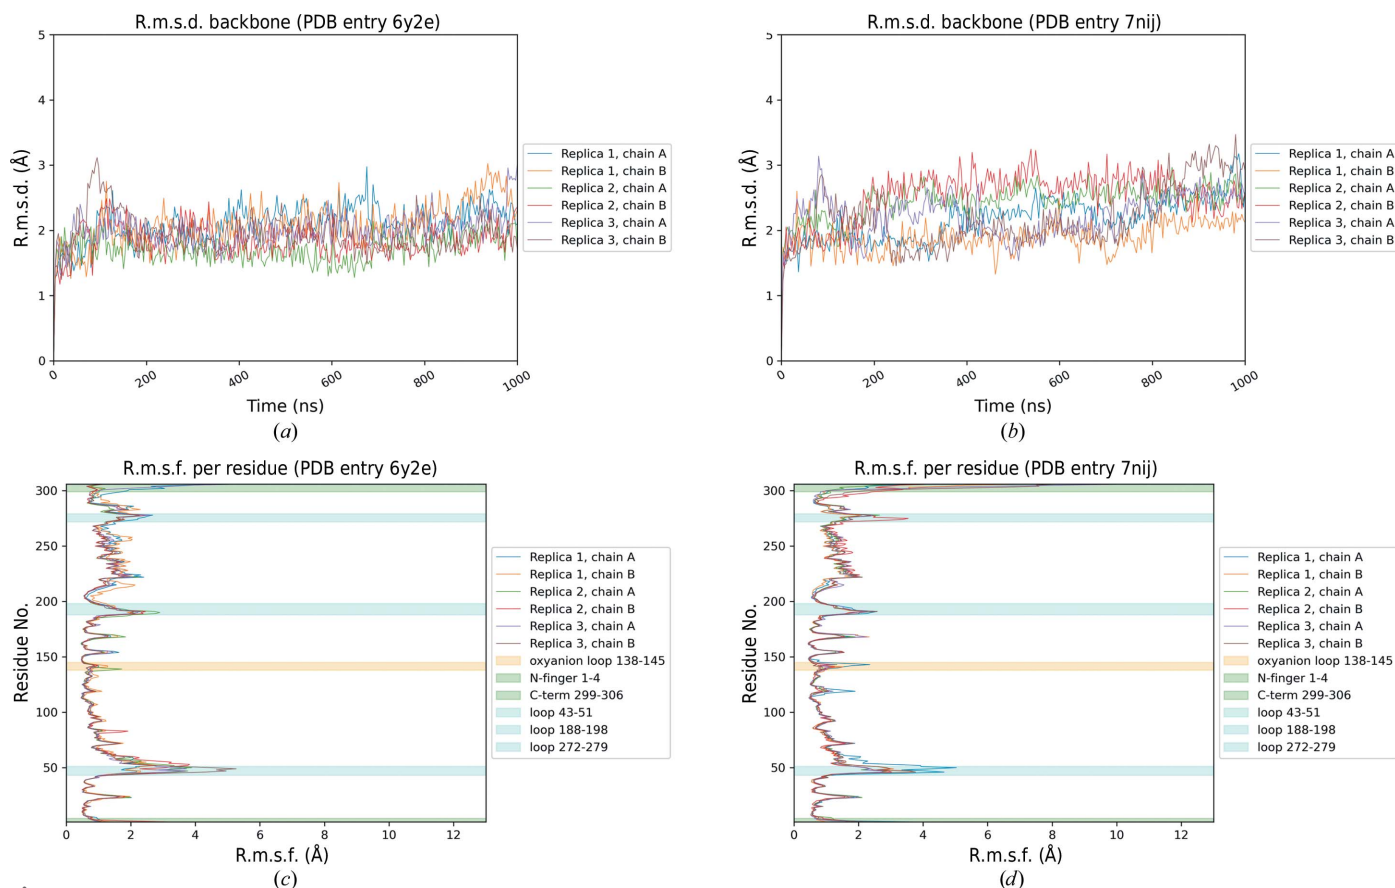 R.m.s.d. backbone (PDB entry 6y2e)
5
4
3
2
1
0
R.m.s.d. (Å)
0
200
400
600
800
1000
Time (ns)
Replica 1, chain A
Replica 1, chain B
Replica 2, chain A
Replica 2, chain B
Replica 3, chain A
Replica 3, chain B
(a)
R.m.s.d. backbone (PDB entry 7nij)
5
4
3
2
1
0
R.m.s.d. (Å)
0
200
400
600
800
1000
Time (ns)
Replica 1, chain A
Replica 1, chain B
Replica 2, chain A
Replica 2, chain B
Replica 3, chain A
Replica 3, chain B
(b)
R.m.s.f. per residue (PDB entry 6y2e)
300
250
200
150
100
50
Residue No.
0
2
4
6
8
10
12
R.m.s.f. (Å)
Replica 1, chain A
Replica 1, chain B
Replica 2, chain A
Replica 2, chain B
Replica 3, chain A
Replica 3, chain B
oxyanion loop 138-145
N-finger 1-4
C-term 299-306
loop 43-51
loop 188-198
loop 272-279
(c)
R.m.s.f. per residue (PDB entry 7nij)
300
250
200
150
100
50
Residue No.
0
2
4
6
8
10
12
R.m.s.f. (Å)
Replica 1, chain A
Replica 1, chain B
Replica 2, chain A
Replica 2, chain B
Replica 3, chain A
Replica 3, chain B
oxyanion loop 138-145
N-finger 1-4
C-term 299-306
loop 43-51
loop 188-198
loop 272-279
(d)